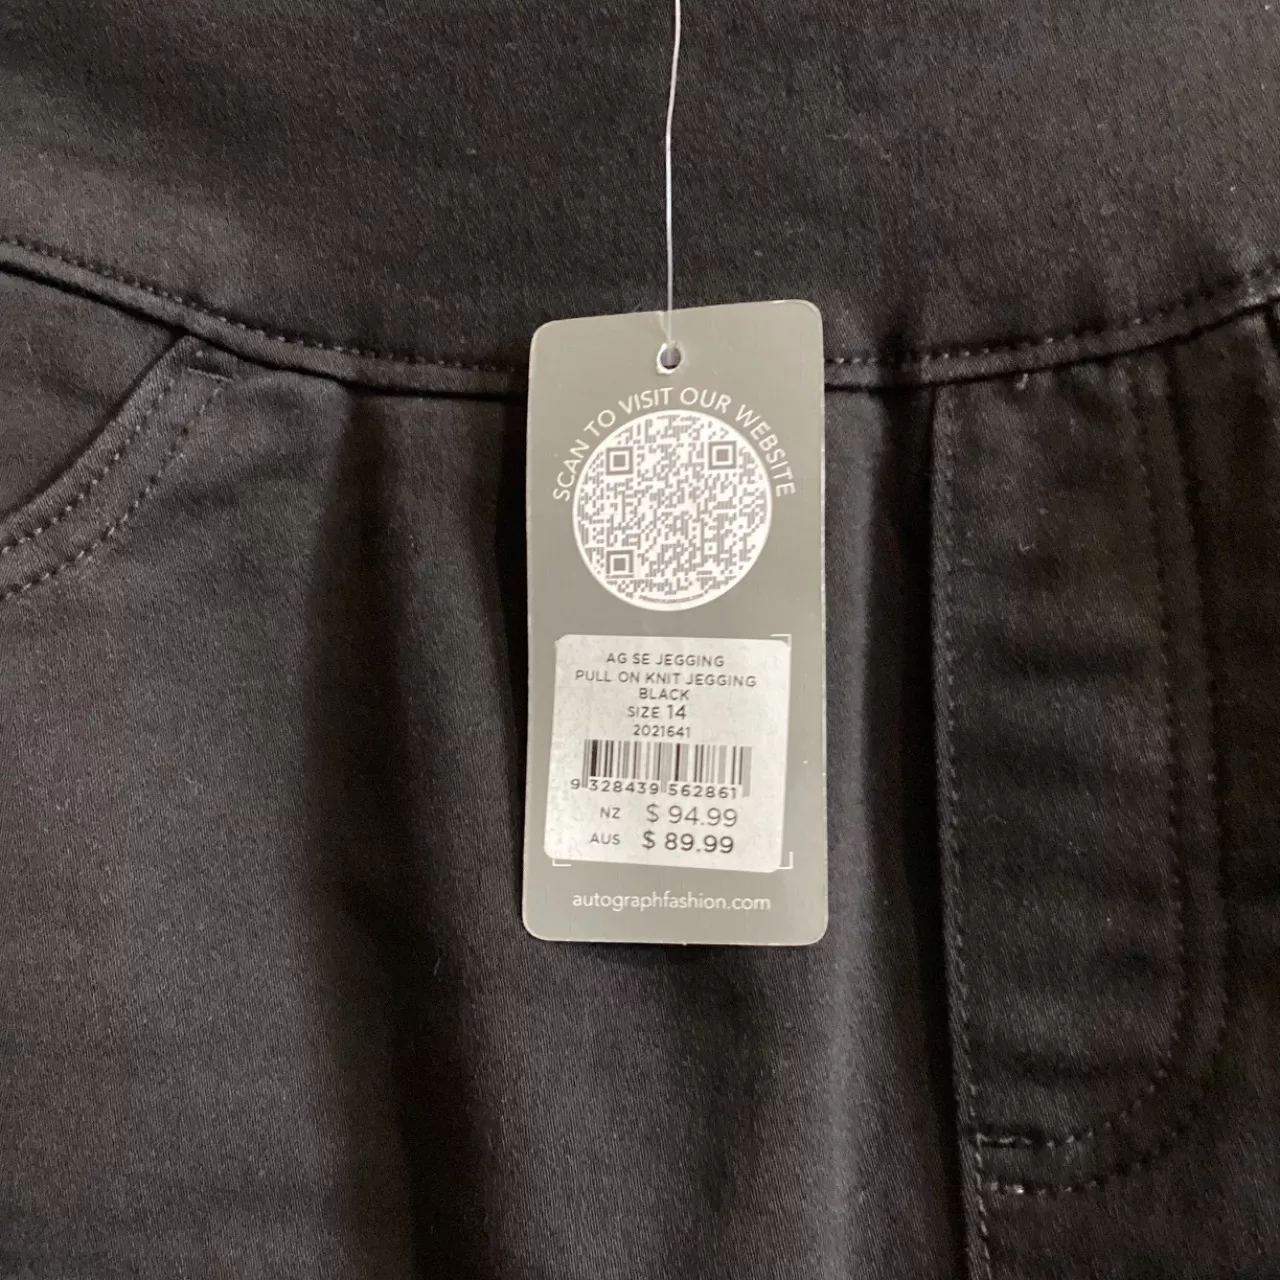 SCAN TO VISIT OUR WEBSITE
AG SE JEGGING
PULL ON KNIT JEGGING
BLACK
SIZE 14
2021641
9 328439 562861
NZ $ 94.99
AUS $ 89.99
autographfashion.com